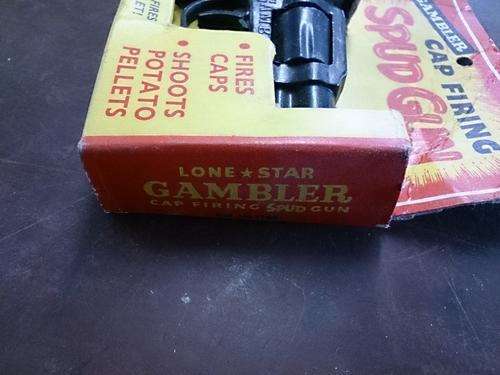 FIRES
• FIRES
CAPS
• SHOOTS
POTATO
PELLETS
GAMBLER
CAP FIRING
SPUD GUN
LONE ★ STAR
GAMBLER
CAP FIRING SPUD GUN